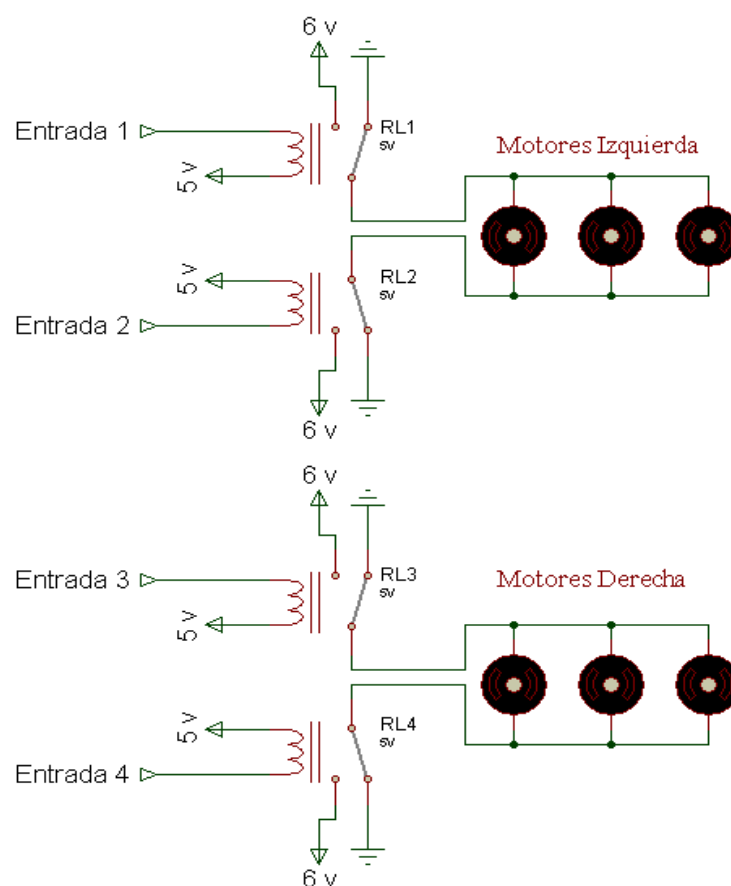 6 v
Entrada 1
RL1
5V
Motores Izquierda
5 v
5 v
RL2
5V
Entrada 2
6 v
6 v
Entrada 3
RL3
5V
Motores Derecha
5 v
5 v
RL4
5V
Entrada 4
6 v